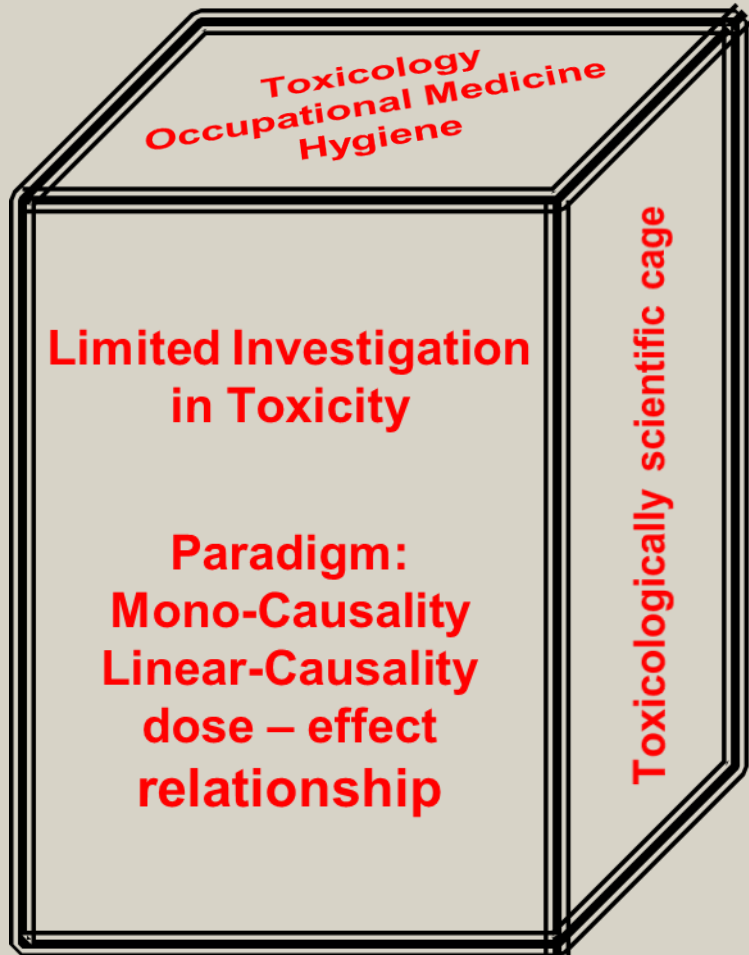 Toxicology
Occupational Medicine
Hygiene
Limited Investigation
in Toxicity
Paradigm:
Mono-Causality
Linear-Causality
dose – effect
relationship
Toxicologically scientific cage